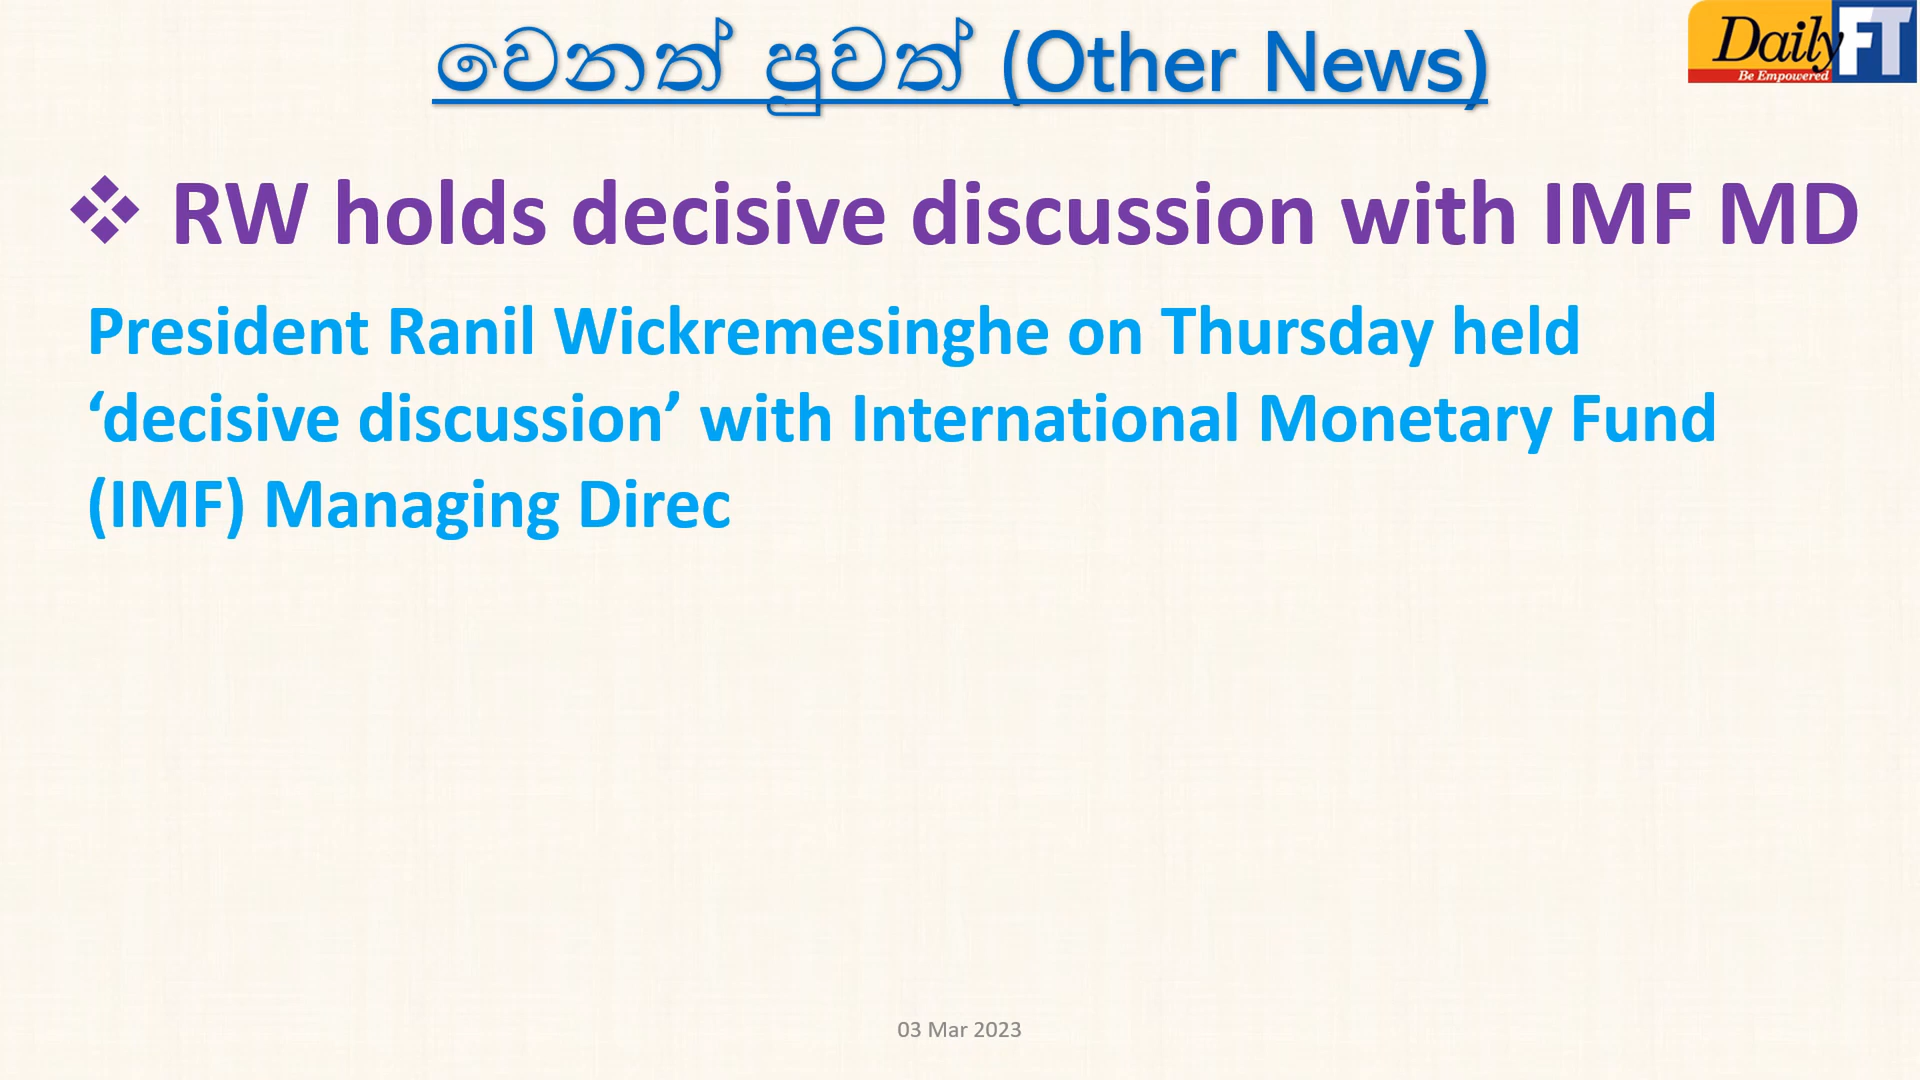 වෙනත් පුවත් (Other News)
Daily FT
Be Empowered
❖ RW holds decisive discussion with IMF MD
President Ranil Wickremesinghe on Thursday held
‘decisive discussion’ with International Monetary Fund
(IMF) Managing Direc
03 Mar 2023